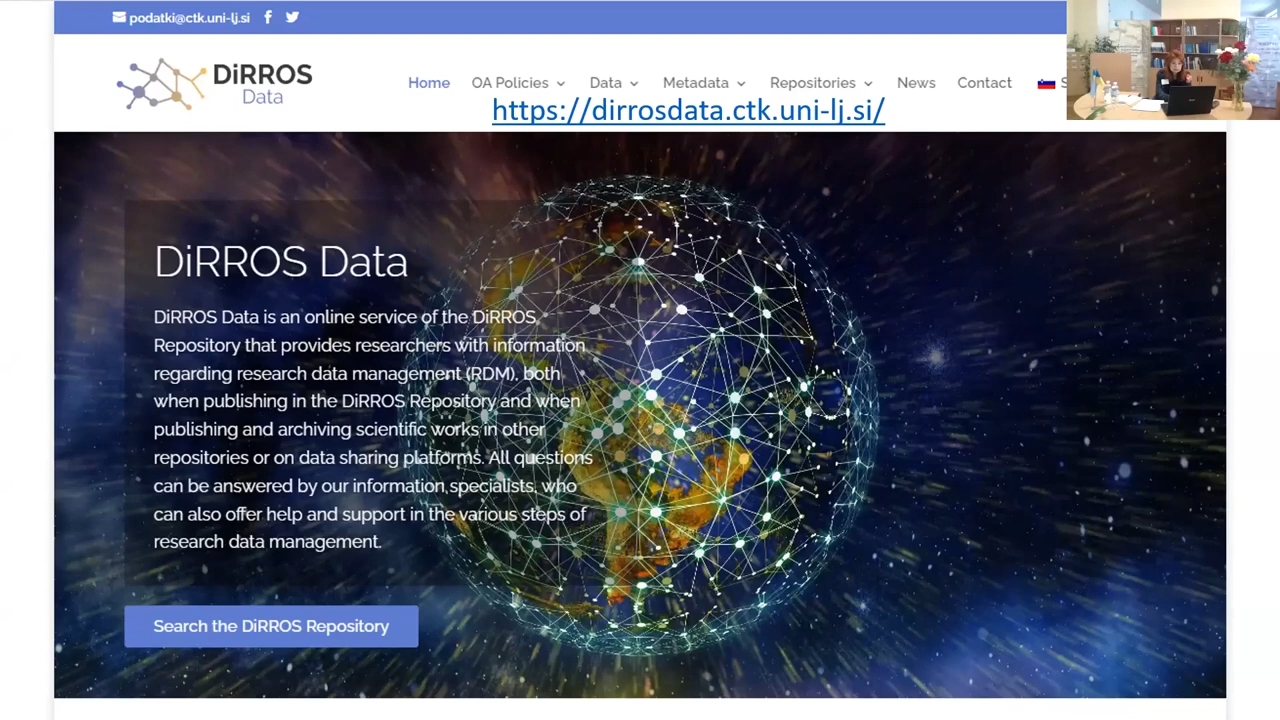 podatki@ctk.uni-lj.si
DiRROS
Data
Home OA Policies Data Metadata Repositories News Contact S
https://dirrosdata.ctk.uni-lj.si/
DiRROS Data
DiRROS Data is an online service of the DiRROS
Repository that provides researchers with information
regarding research data management (RDM), both
when publishing in the DiRROS Repository and when
publishing and archiving scientific works in other
repositories or on data sharing platforms. All questions
can be answered by our information specialists, who
can also offer help and support in the various steps of
research data management.
Search the DiRROS Repository